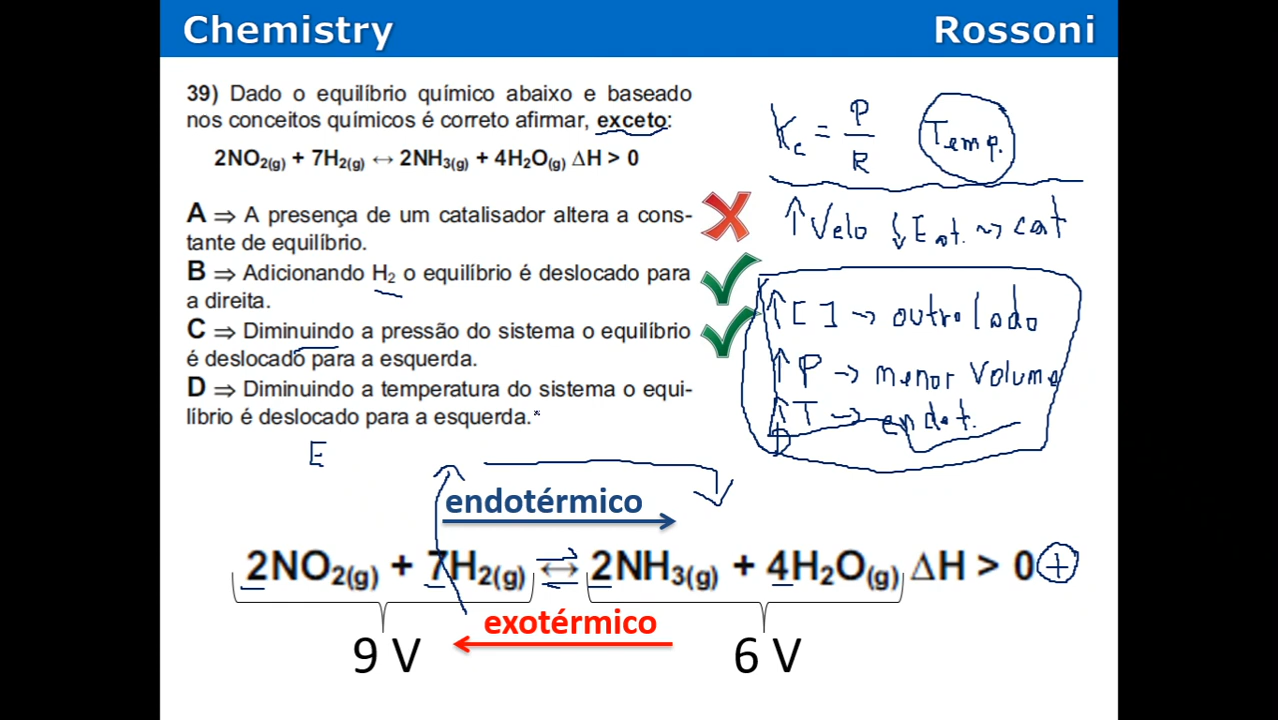 Chemistry Rossoni
39) Dado o equilíbrio químico abaixo e baseado
nos conceitos químicos é correto afirmar, exceto:
2NO₂(g) + 7H₂(g) ↔ 2NH₃(g) + 4H₂O(g) ΔH > 0
A ⇒ A presença de um catalisador altera a cons-
tante de equilíbrio.
B ⇒ Adicionando H₂ o equilíbrio é deslocado para
a direita.
C ⇒ Diminuindo a pressão do sistema o equilíbrio
é deslocado para a esquerda.
D ⇒ Diminuindo a temperatura do sistema o equi-
líbrio é deslocado para a esquerda.*
Kc = P/R Temp.
↑ Velo ↓ E at. ~> cat
↑ [ ] → outro lado
↑ P → menor volume
↑ T → endot.
D
E
endotérmico
2NO₂(g) + 7H₂(g) ↔ 2NH₃(g) + 4H₂O(g) ΔH > 0 +
exotérmico
9 V 6 V